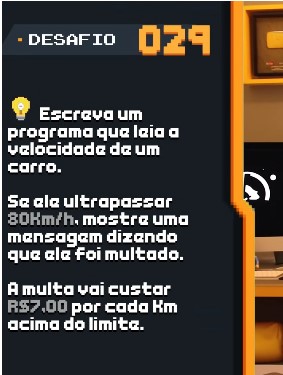 DESAFIO 029
Escreva um
programa que leia a
velocidade de um
carro.
Se ele ultrapassar
80Km/h, mostre uma
mensagem dizendo
que ele foi multado.
A multa vai custar
R$7.00 por cada Km
acima do limite.